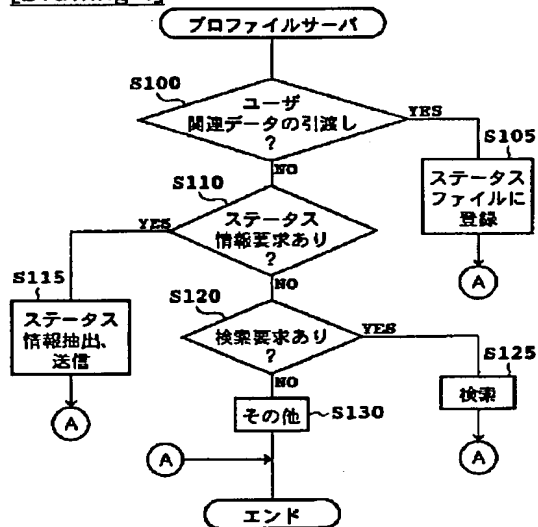 プロファイルサーバ
S100
ユーザ
関連データの引渡し
?
YES
NO
S105
ステータス
ファイルに
登録
A
S110
ステータス
情報要求あり
?
YES
NO
S115
ステータス
情報抽出、
送信
A
S120
検索要求あり
?
YES
NO
S125
検索
A
その他
S130
A
エンド